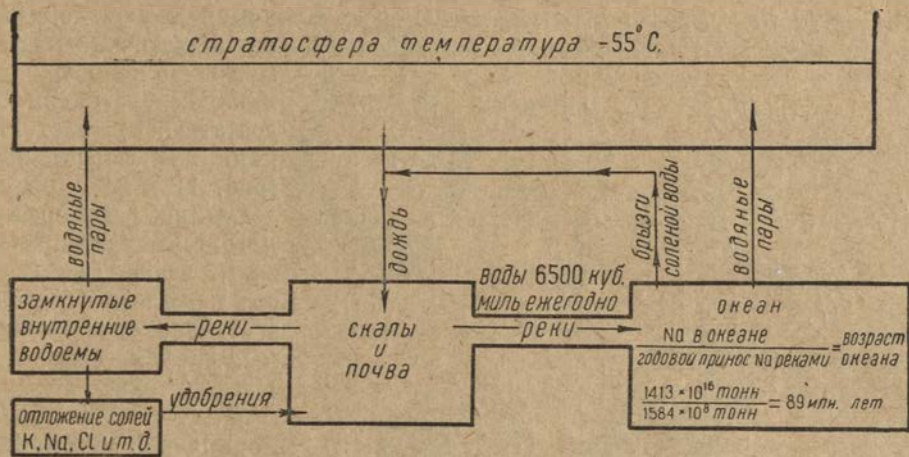 стратосфера температура -55°С.
водяные
пары
дождь
брызги
соленой воды
водяные
пары
замкнутые
внутренние
водоемы
реки
скалы
и
почва
воды 6500 куб.
миль ежегодно
реки
океан
Na в океане
годовой принос Na реками
= возраст
океана
1413 × 10¹⁶ тонн
1584 × 10⁸ тонн
= 89 млн. лет
отложение солей
K, Na, Cl и т. д.
удобрения